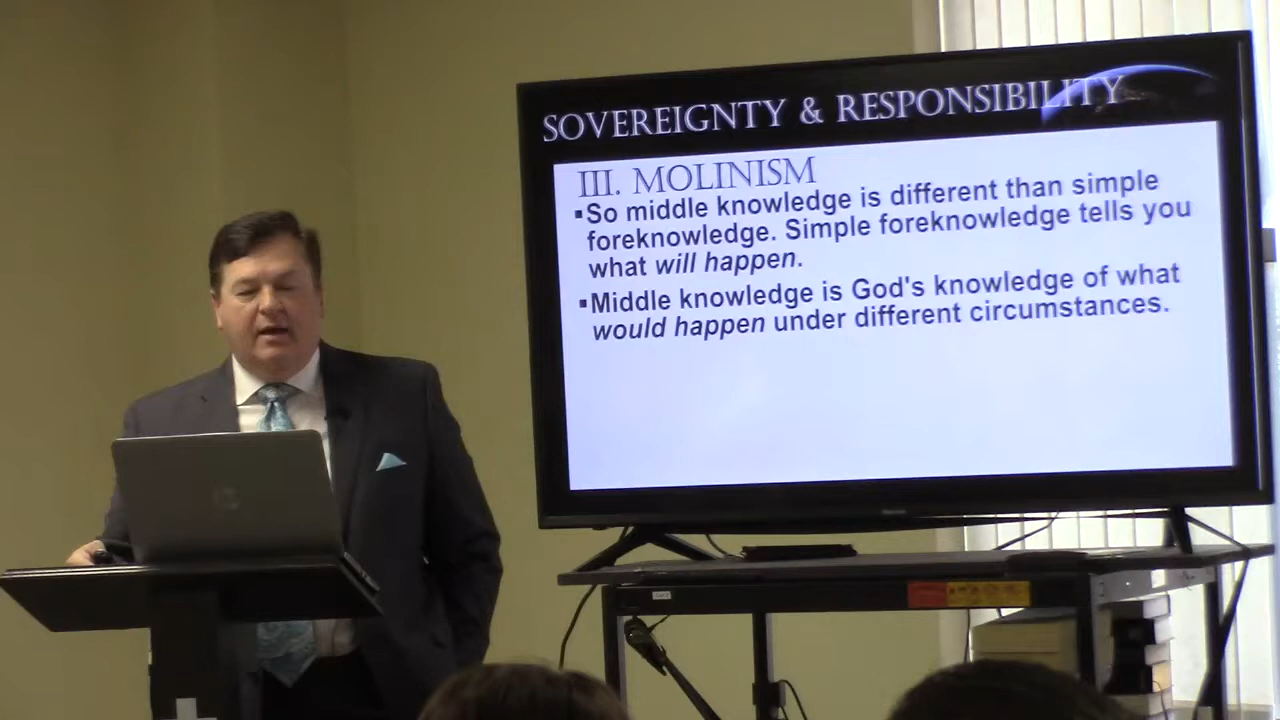 SOVEREIGNTY & RESPONSIBILITY
III. MOLINISM
▪So middle knowledge is different than simple
foreknowledge. Simple foreknowledge tells you
what will happen.
▪Middle knowledge is God's knowledge of what
would happen under different circumstances.